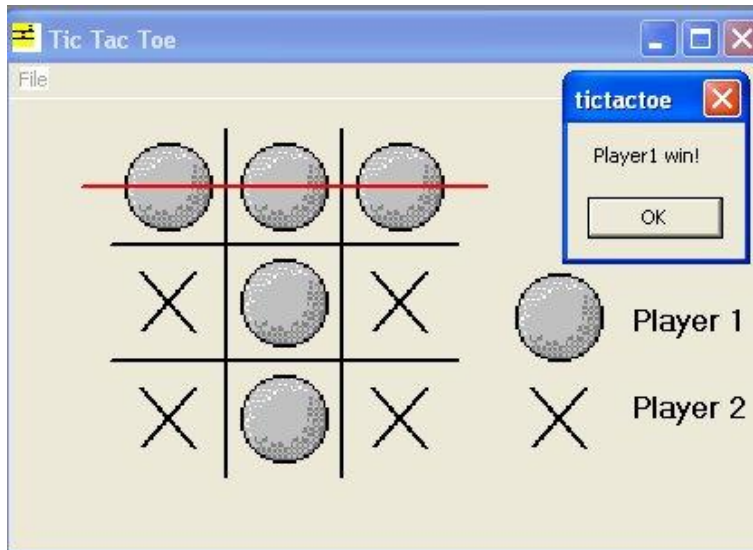 Tic Tac Toe
File
tictactoe
Player1 win!
OK
Player 1
Player 2